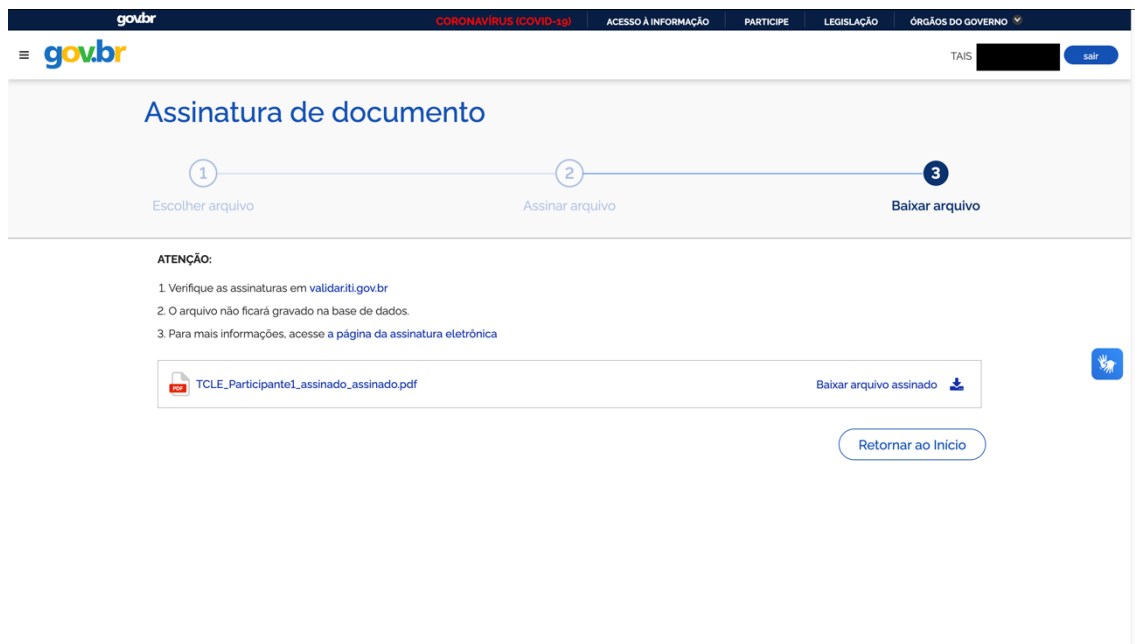 gov.br CORONAVÍRUS (COVID-19) ACESSO À INFORMAÇÃO PARTICIPE LEGISLAÇÃO ÓRGÃOS DO GOVERNO
gov.br TAIS sair
Assinatura de documento
1 2 3
Escolher arquivo Assinar arquivo Baixar arquivo
ATENÇÃO:
1. Verifique as assinaturas em validar.iti.gov.br
2. O arquivo não ficará gravado na base de dados.
3. Para mais informações, acesse a página da assinatura eletrônica
PDF TCLE_Participante1_assinado_assinado.pdf Baixar arquivo assinado
Retornar ao Início